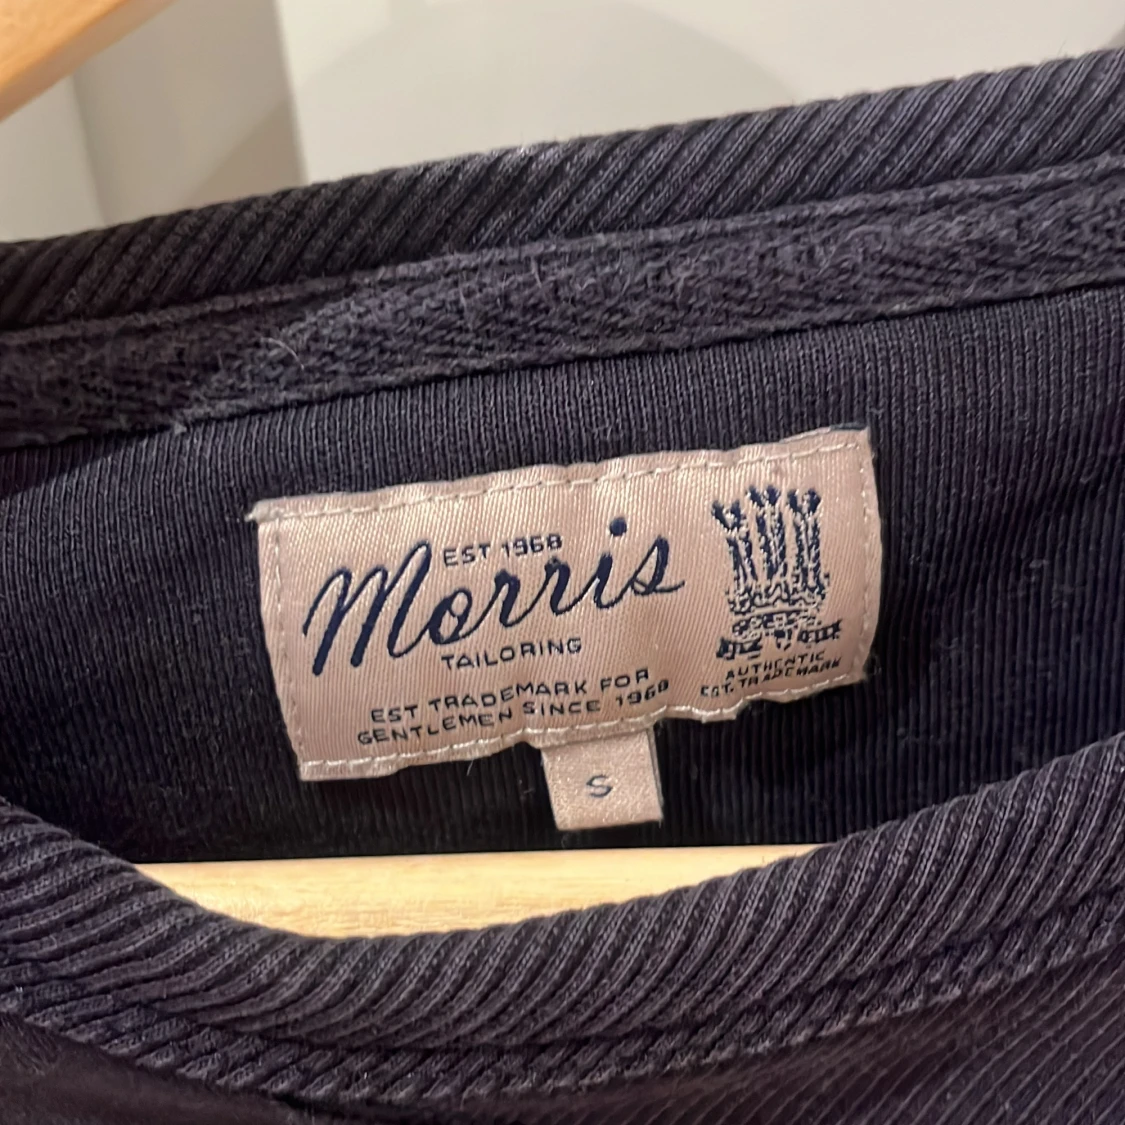 EST 1968
Morris
TAILORING
EST TRADEMARK FOR
GENTLEMEN SINCE 1968
AUTHENTIC
EST. TRADEMARK
S